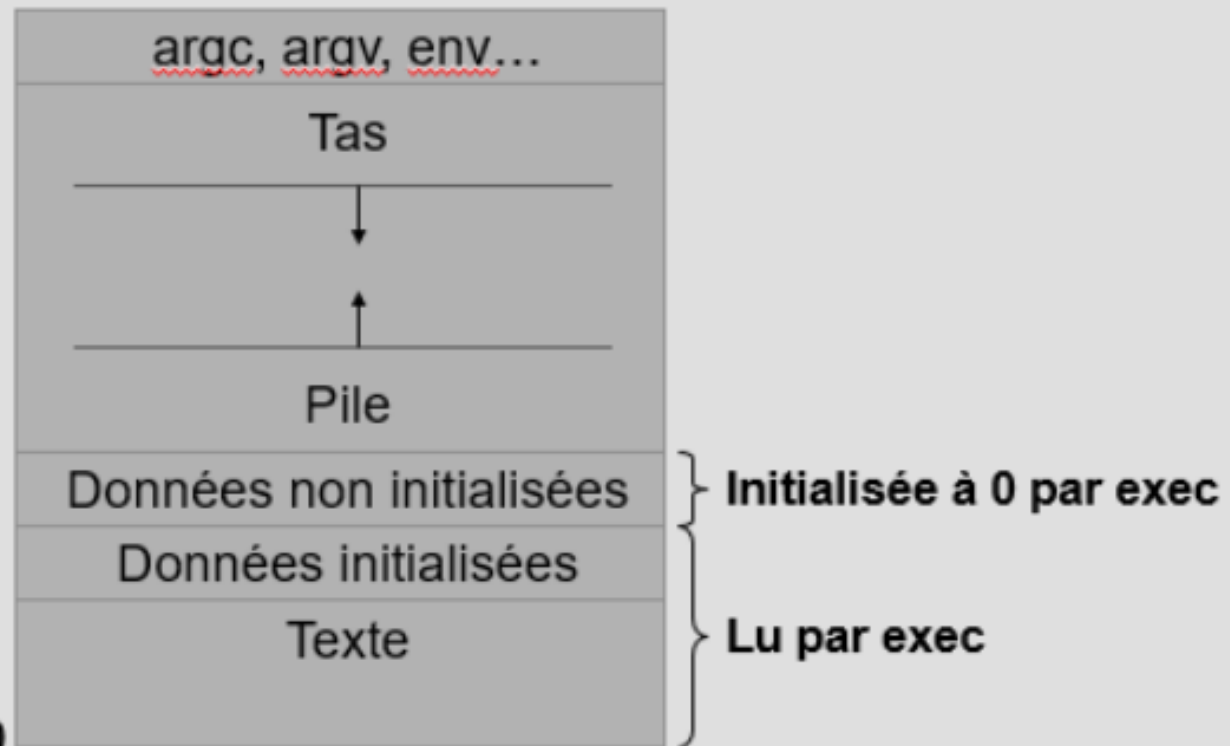 argc, argv, env...
Tas
Pile
Données non initialisées
Initialisée à 0 par exec
Données initialisées
Texte
Lu par exec